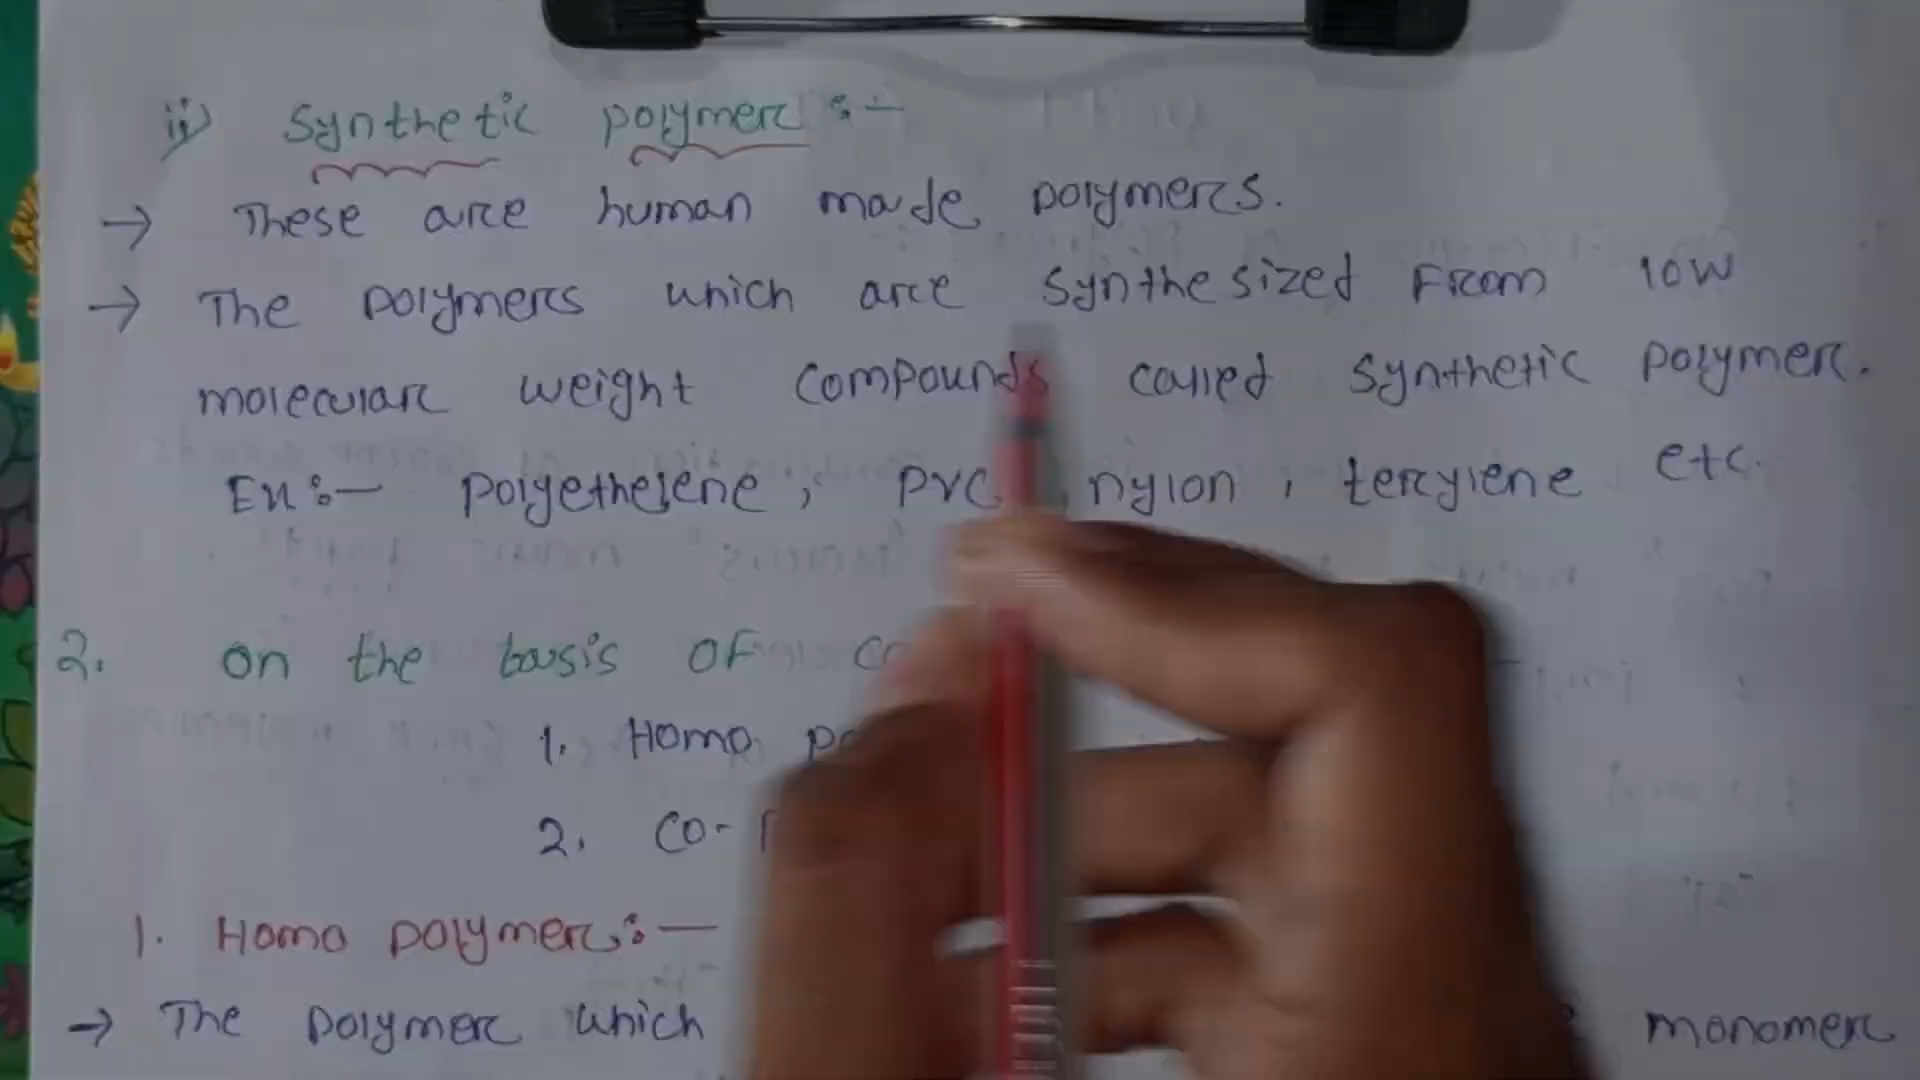 ii) Synthetic polymer :-
→ These are human made polymers.
→ The polymers which are synthesized from low
molecular weight compounds called synthetic polymer.
Ex :- polyethelene, PVC, nylon, terylene etc.
2. on the basis of
1. Homo
2. Co-
1. Homo polymer :-
→ The polymer which monomer